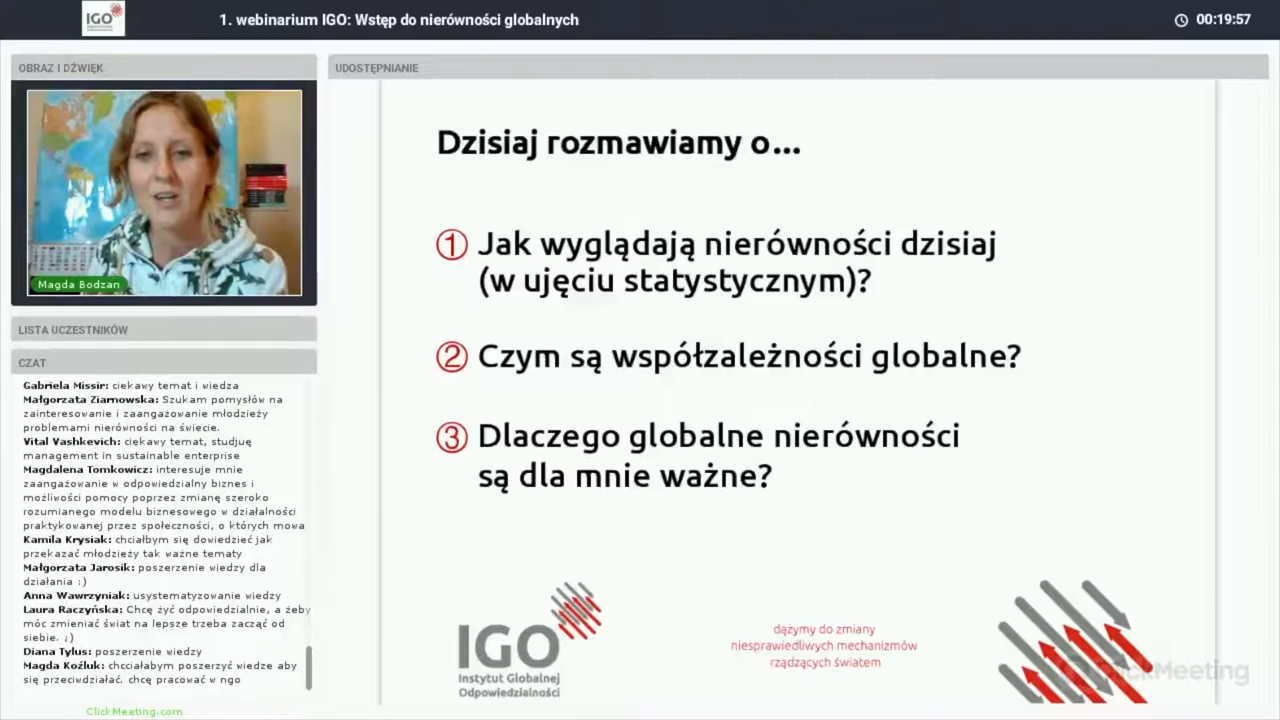 IGO
1. webinarium IGO: Wstęp do nierówności globalnych
00:19:57
OBRAZ I DŹWIĘK
Magda Bodzan
LISTA UCZESTNIKÓW
CZAT
Gabriela Missir: ciekawy temat i wiedza
Małgorzata Ziarnowska: Szukam pomysłów na
zainteresowanie i zaangażowanie młodzieży
problemami nierówności na świecie.
Vital Vashkevich: ciekawy temat, studuję
management in sustainable enterprise
Magdalena Tomkowicz: interesuje mnie
zaangażowanie w odpowiedzialny biznes i
możliwości pomocy poprzez zmianę szeroko
rozumianego modelu biznesowego w działalności
praktykowanej przez społeczności, o których mowa
Kamila Krysiak: chciałbym się dowiedzieć jak
przekazać młodzieży tak ważne tematy
Małgorzata Jarosik: poszerzenie wiedzy dla
działania :)
Anna Wawrzyniak: usystematyzowanie wiedzy
Laura Raczyńska: Chcę żyć odpowiedzialnie, a żeby
móc zmieniać świat na lepsze trzeba zacząć od
siebie. ;)
Diana Tylus: poszerzenie wiedzy
Magda Koźluk: chcciałabym poszerzyć wiedze aby
się przeciwdziałać. chcę pracować w ngo
ClickMeeting.com
UDOSTĘPNIANIE
Dzisiaj rozmawiamy o...
① Jak wyglądają nierówności dzisiaj
(w ujęciu statystycznym)?
② Czym są współzależności globalne?
③ Dlaczego globalne nierówności
są dla mnie ważne?
IGO
Instytut Globalnej
Odpowiedzialności
dążymy do zmiany
niesprawiedliwych mechanizmów
rządzących światem
ClickMeeting